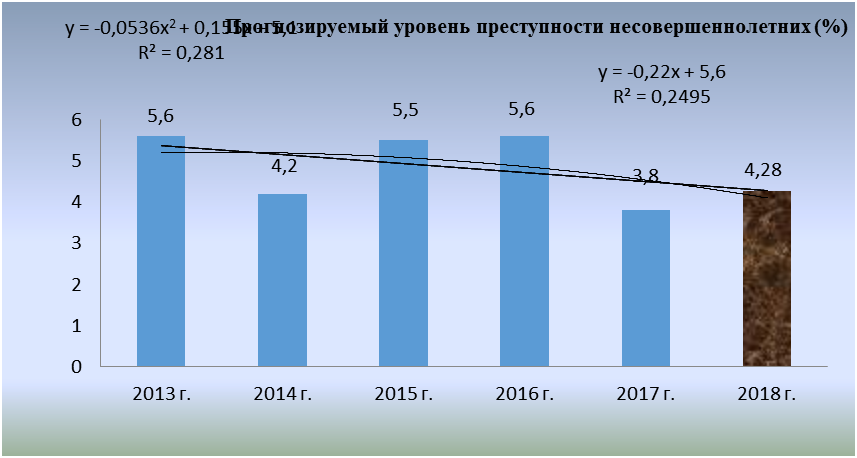 Прогнозируемый уровень преступности несовершеннолетних (%)
y = -0,0536x² + 0,155x + 5,1
R² = 0,281
y = -0,22x + 5,6
R² = 0,2495
5,6
4,2
5,5
5,6
3,8
4,28
6
5
4
3
2
1
0
2013 г.
2014 г.
2015 г.
2016 г.
2017 г.
2018 г.